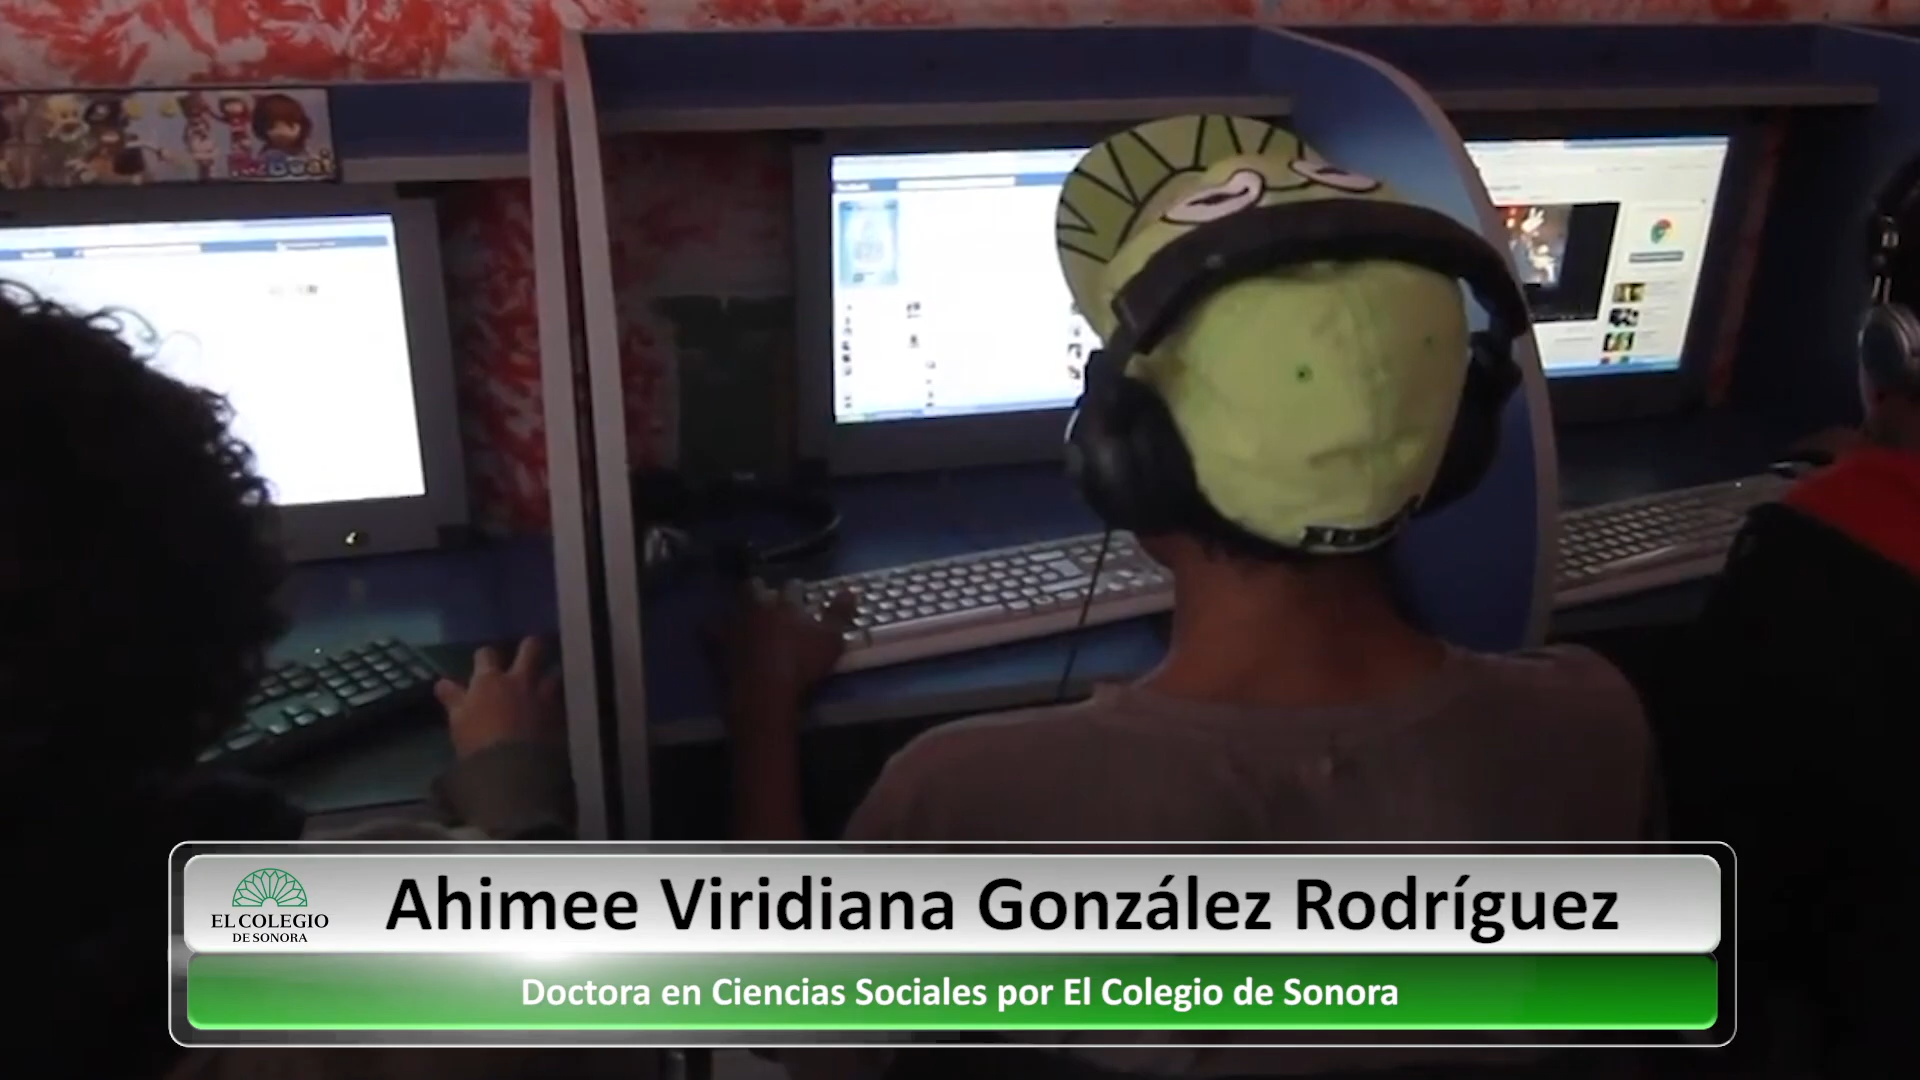 Ahimee Viridiana González Rodríguez
EL COLEGIO
DE SONORA
Doctora en Ciencias Sociales por El Colegio de Sonora